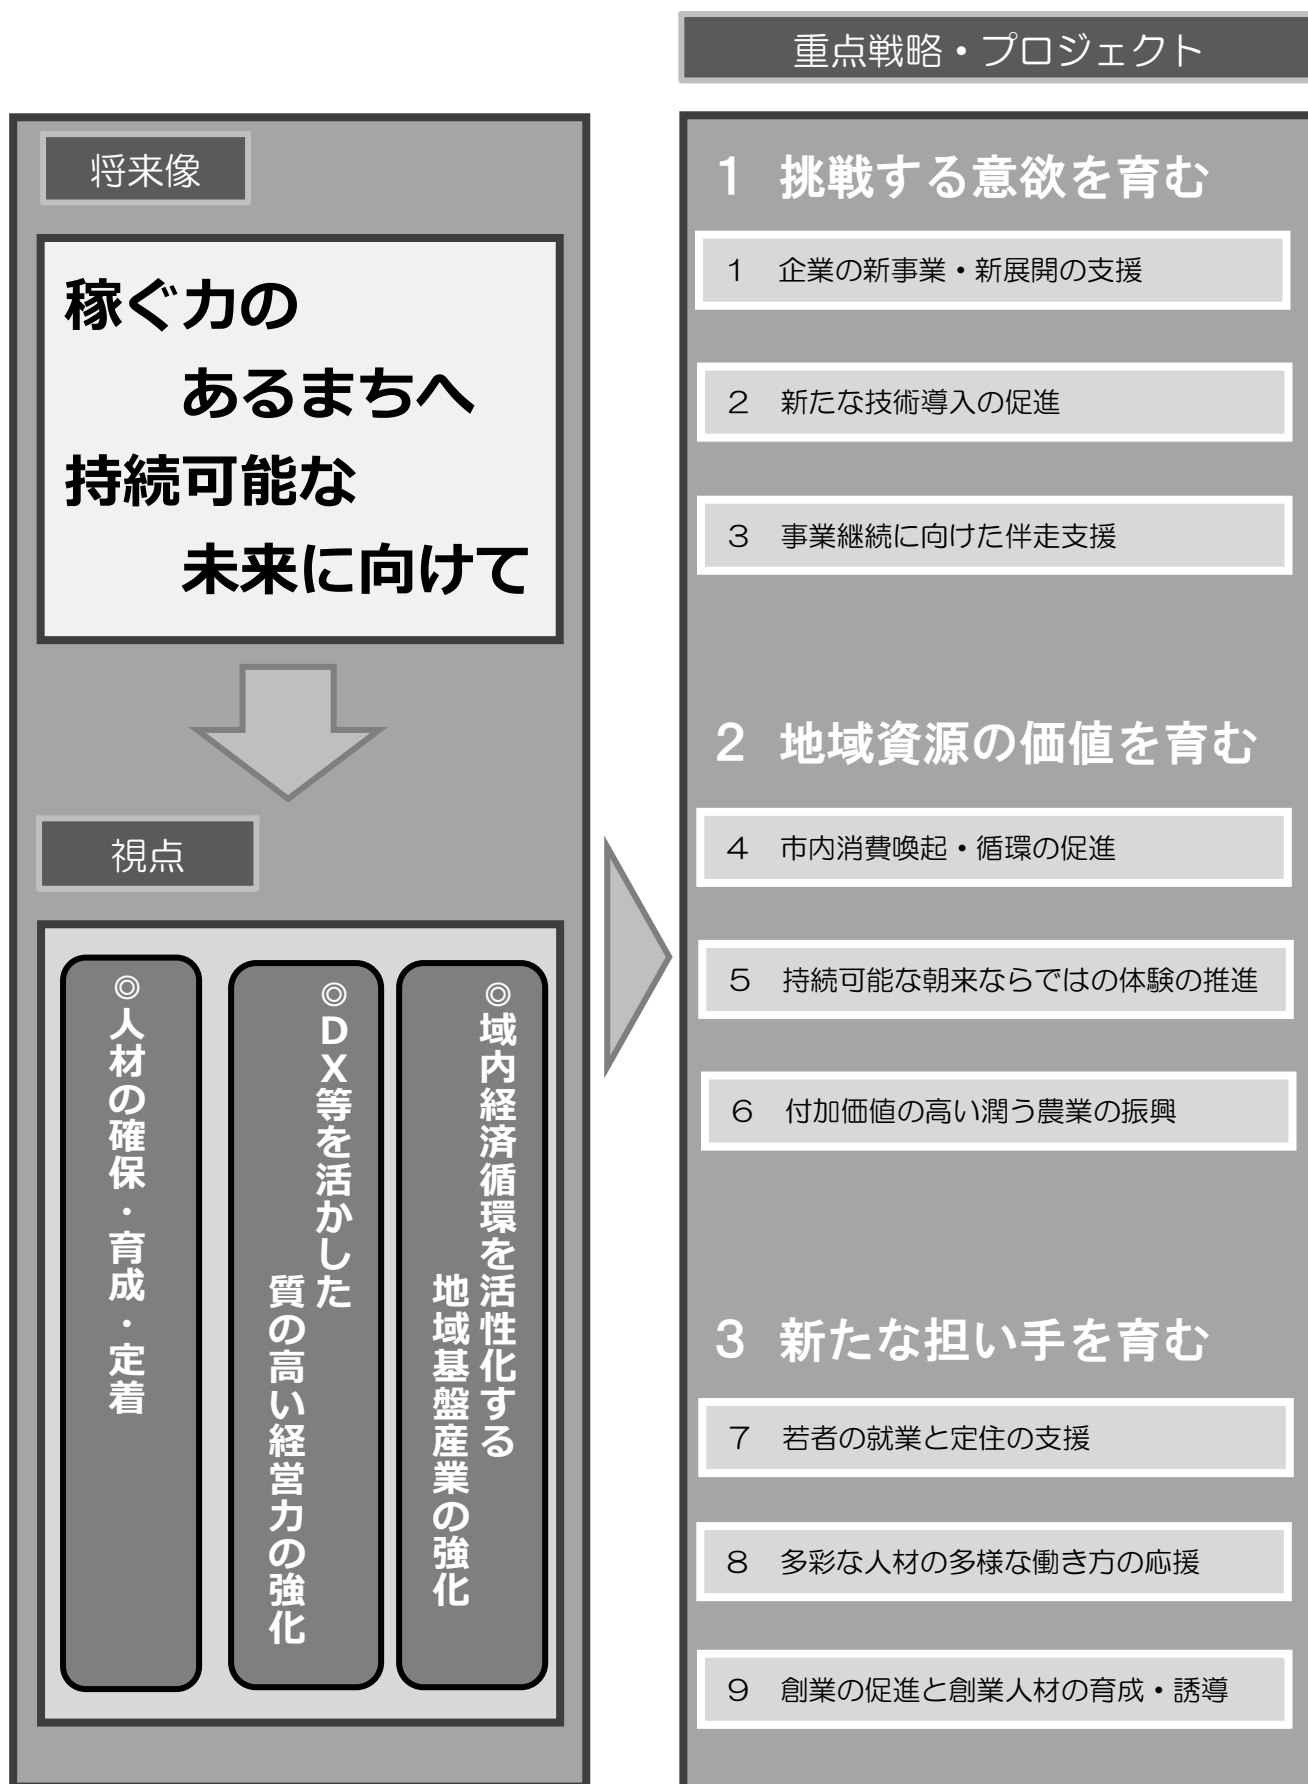 重点戦略・プロジェクト
将来像
稼ぐ力の
あるまちへ
持続可能な
未来に向けて
視点
◎域内経済循環を活性化する
地域基盤産業の強化
◎DX等を活かした
質の高い経営力の強化
◎人材の確保・育成・定着
1 挑戦する意欲を育む
1 企業の新事業・新展開の支援
2 新たな技術導入の促進
3 事業継続に向けた伴走支援
2 地域資源の価値を育む
4 市内消費喚起・循環の促進
5 持続可能な朝来ならではの体験の推進
6 付加価値の高い潤う農業の振興
3 新たな担い手を育む
7 若者の就業と定住の支援
8 多彩な人材の多様な働き方の応援
9 創業の促進と創業人材の育成・誘導